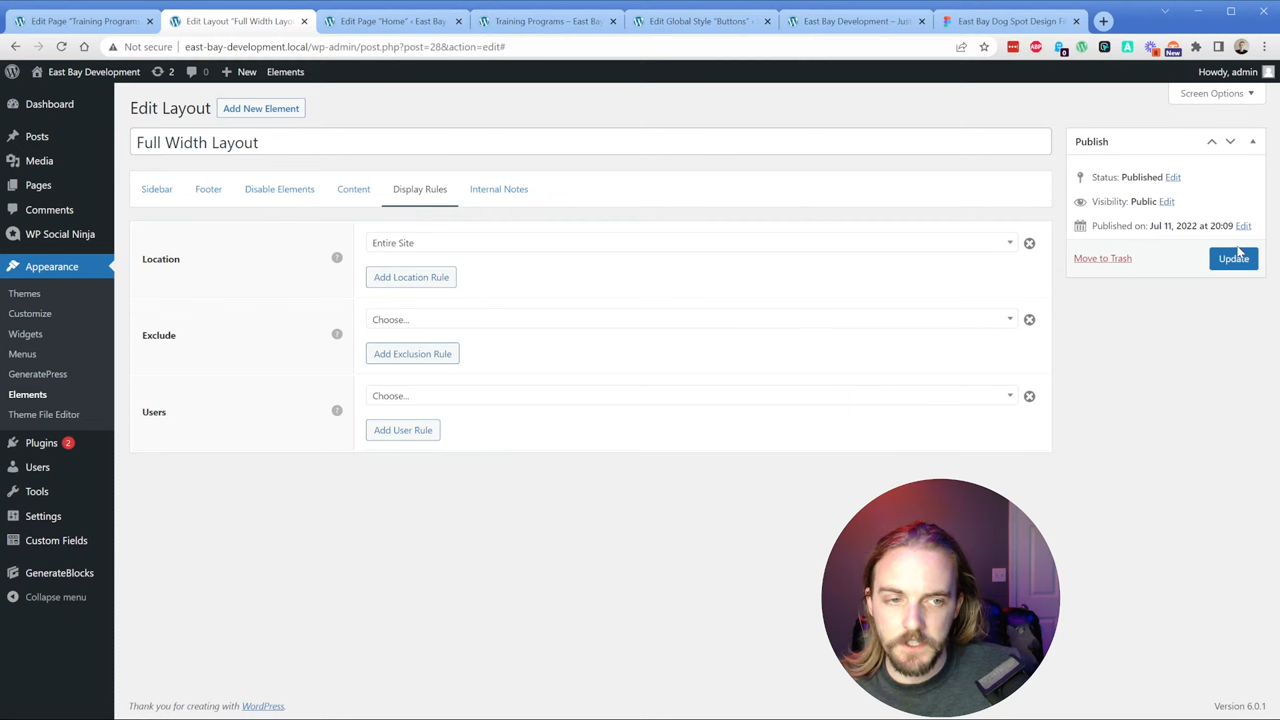 Edit Page "Training Programs
Edit Layout "Full Width Layou
Edit Page "Home" ‹ East Bay
Training Programs – East Bay
Edit Global Style "Buttons" ‹
East Bay Development – Just
East Bay Dog Spot Design Fi
Not secure
east-bay-development.local/wp-admin/post.php?post=28&action=edit#
ABP
New
East Bay Development
2
0
New
Elements
Howdy, admin
Dashboard
Posts
Media
Pages
Comments
WP Social Ninja
Appearance
Themes
Customize
Widgets
Menus
GeneratePress
Elements
Theme File Editor
Plugins 2
Users
Tools
Settings
Custom Fields
GenerateBlocks
Collapse menu
Screen Options
Edit Layout
Add New Element
Full Width Layout
Sidebar
Footer
Disable Elements
Content
Display Rules
Internal Notes
Location
?
Entire Site
Add Location Rule
Exclude
?
Choose...
Add Exclusion Rule
Users
?
Choose...
Add User Rule
Publish
Status: Published Edit
Visibility: Public Edit
Published on: Jul 11, 2022 at 20:09 Edit
Move to Trash
Update
Thank you for creating with WordPress.
Version 6.0.1